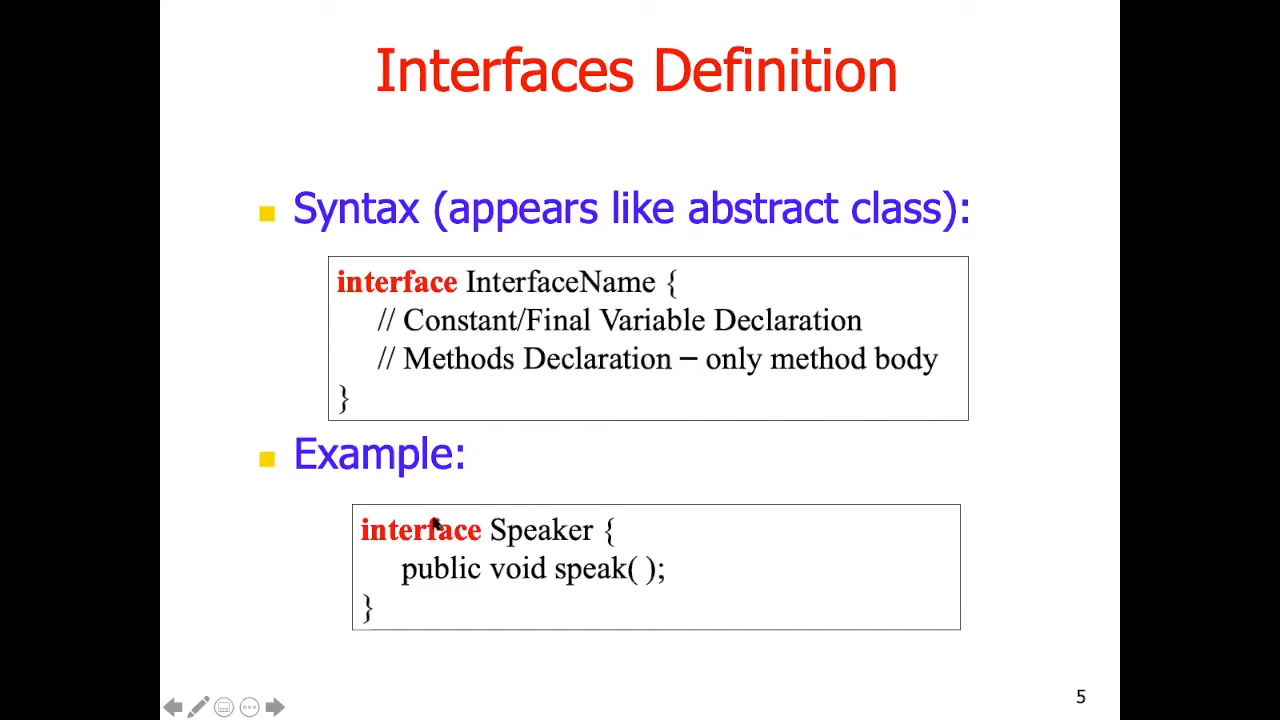 Interfaces Definition
Syntax (appears like abstract class):
interface InterfaceName {
// Constant/Final Variable Declaration
// Methods Declaration – only method body
}
Example:
interface Speaker {
public void speak( );
}
5